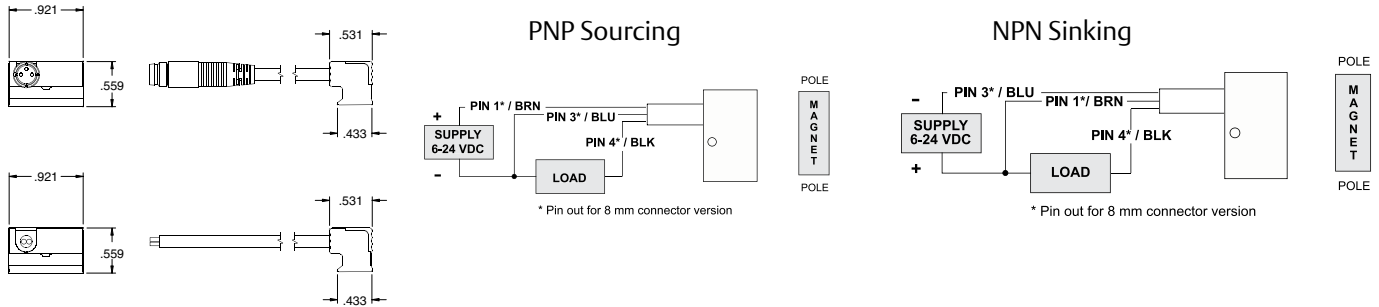 .921
.559
.531
.433
.921
.559
.531
.433
PNP Sourcing
PIN 1* / BRN
PIN 3* / BLU
+
SUPPLY
6-24 VDC
-
PIN 4* / BLK
LOAD
POLE
MAGNET
POLE
* Pin out for 8 mm connector version
NPN Sinking
- PIN 3* / BLU
PIN 1*/ BRN
SUPPLY
6-24 VDC
+
PIN 4* / BLK
LOAD
POLE
MAGNET
POLE
* Pin out for 8 mm connector version